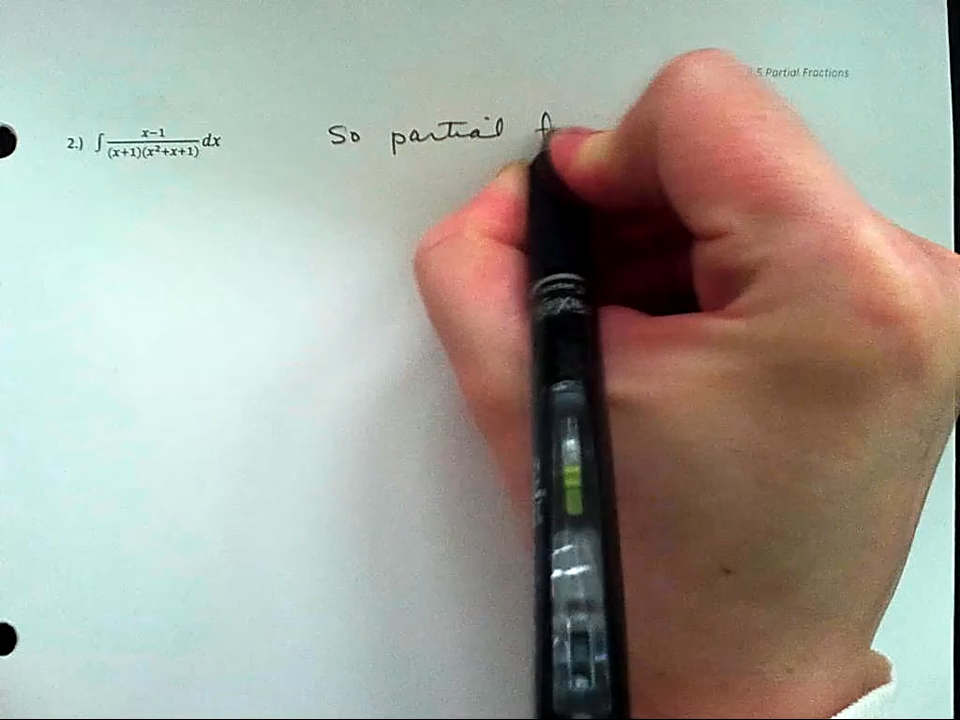 .5 Partial Fractions
2.) ∫ x−1 / (x+1)(x²+x+1) dx So partial f